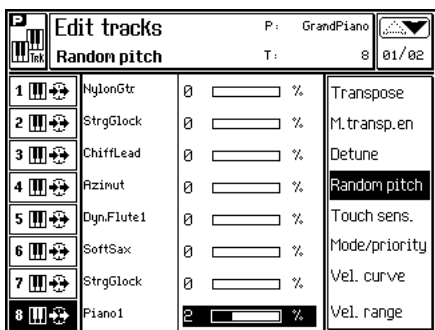 P Edit tracks P: GrandPiano
Trk Random pitch T: 8 01/02
1 NylonGtr 0 % Transpose
2 StrgGlock 0 % M.transp.en
3 ChiffLead 0 % Detune
4 Azimut 0 % Random pitch
5 Dyn.Flute1 0 % Touch sens.
6 SoftSax 0 % Mode/priority
7 StrgGlock 0 % Vel. curve
8 Piano1 2 % Vel. range